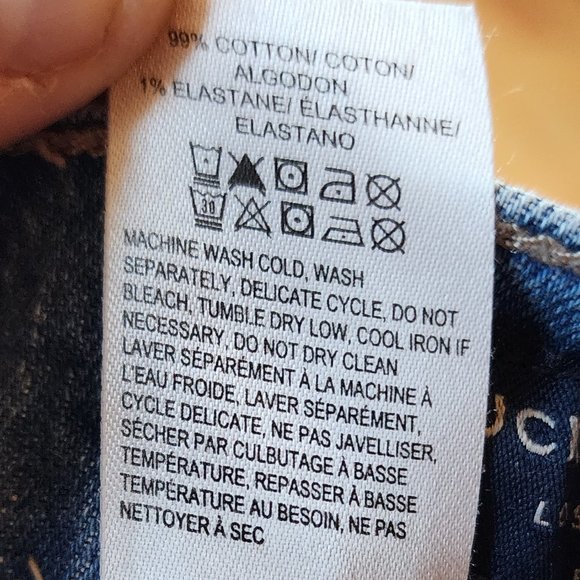 99% COTTON/ COTON/
ALGODON
1% ELASTANE/ ÉLASTHANNE/
ELASTANO
30
MACHINE WASH COLD, WASH
SEPARATELY, DELICATE CYCLE, DO NOT
BLEACH, TUMBLE DRY LOW, COOL IRON IF
NECESSARY, DO NOT DRY CLEAN
LAVER SÉPARÉMENT À LA MACHINE À
L'EAU FROIDE, LAVER SÉPARÉMENT,
CYCLE DELICATE, NE PAS JAVELLISER,
SÉCHER PAR CULBUTAGE À BASSE
TEMPÉRATURE, REPASSER À BASSE
TEMPÉRATURE AU BESOIN, NE PAS
NETTOYER À SEC